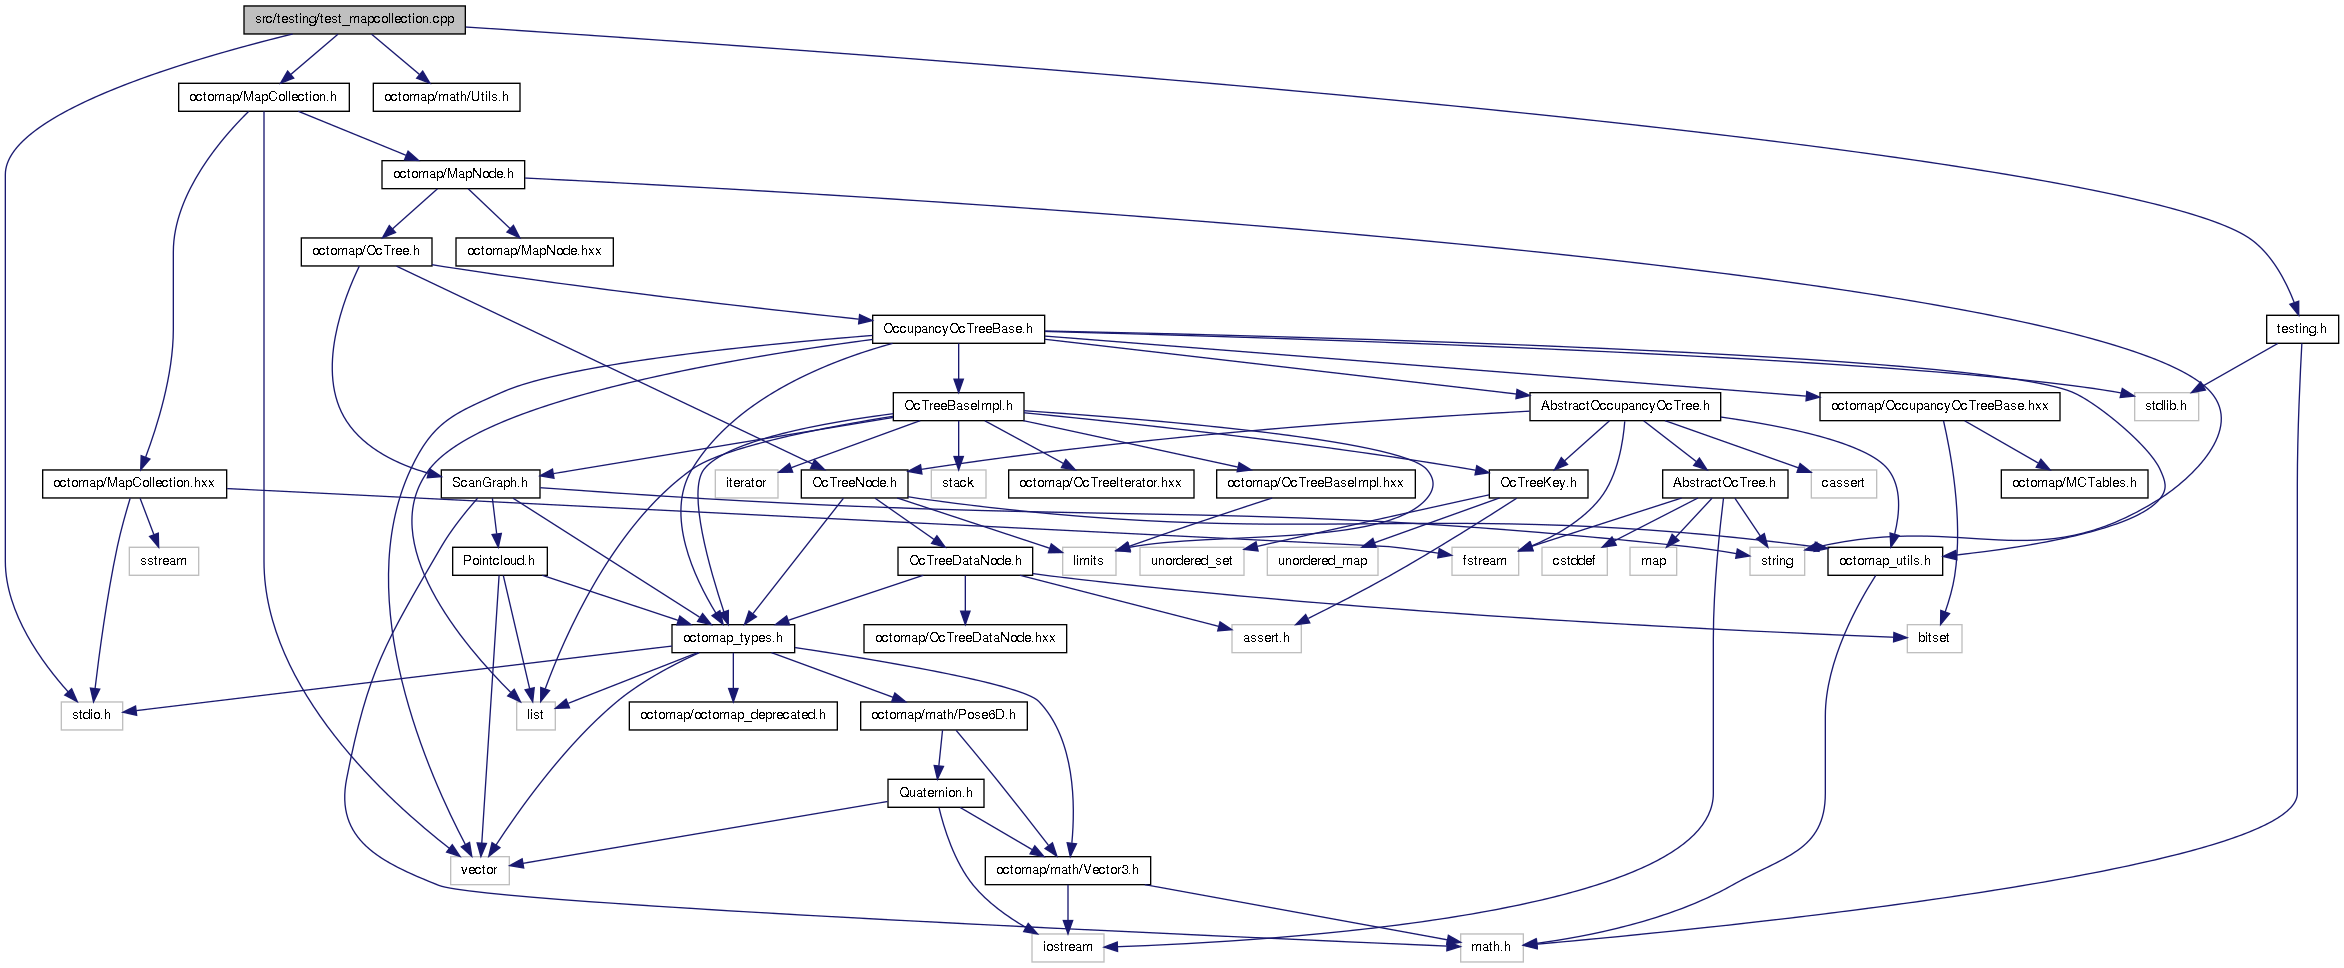 src/testing/test_mapcollection.cpp
octomap/MapCollection.h
octomap/math/Utils.h
octomap/MapNode.h
octomap/OcTree.h
octomap/MapNode.hxx
OccupancyOcTreeBase.h
testing.h
OcTreeBaseImpl.h
AbstractOccupancyOcTree.h
octomap/OccupancyOcTreeBase.hxx
stdlib.h
octomap/MapCollection.hxx
ScanGraph.h
iterator
OcTreeNode.h
stack
octomap/OcTreeIterator.hxx
octomap/OcTreeBaseImpl.hxx
OcTreeKey.h
AbstractOcTree.h
cassert
octomap/MCTables.h
sstream
Pointcloud.h
OcTreeDataNode.h
limits
unordered_set
unordered_map
fstream
cstddef
map
string
octomap_utils.h
octomap_types.h
octomap/OcTreeDataNode.hxx
assert.h
bitset
stdio.h
list
octomap/octomap_deprecated.h
octomap/math/Pose6D.h
Quaternion.h
vector
octomap/math/Vector3.h
iostream
math.h